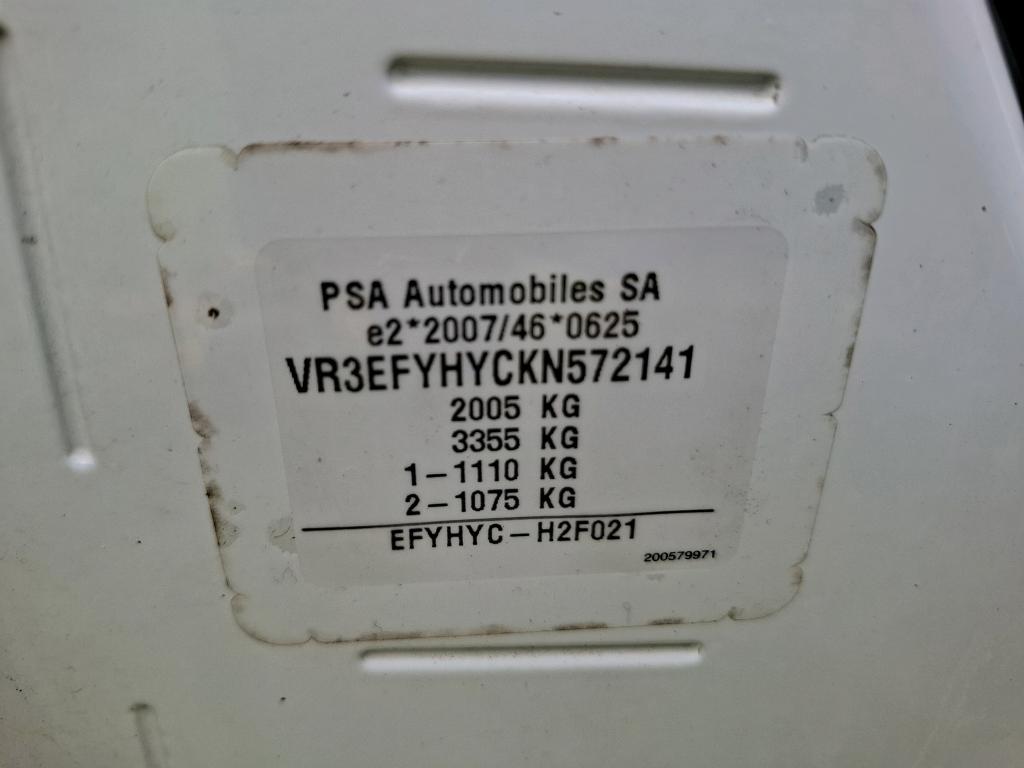 PSA Automobiles SA
e2*2007/46*0625
VR3EFYHYCKN572141
2005 KG
3355 KG
1-1110 KG
2-1075 KG
EFYHYC-H2F021
200579971